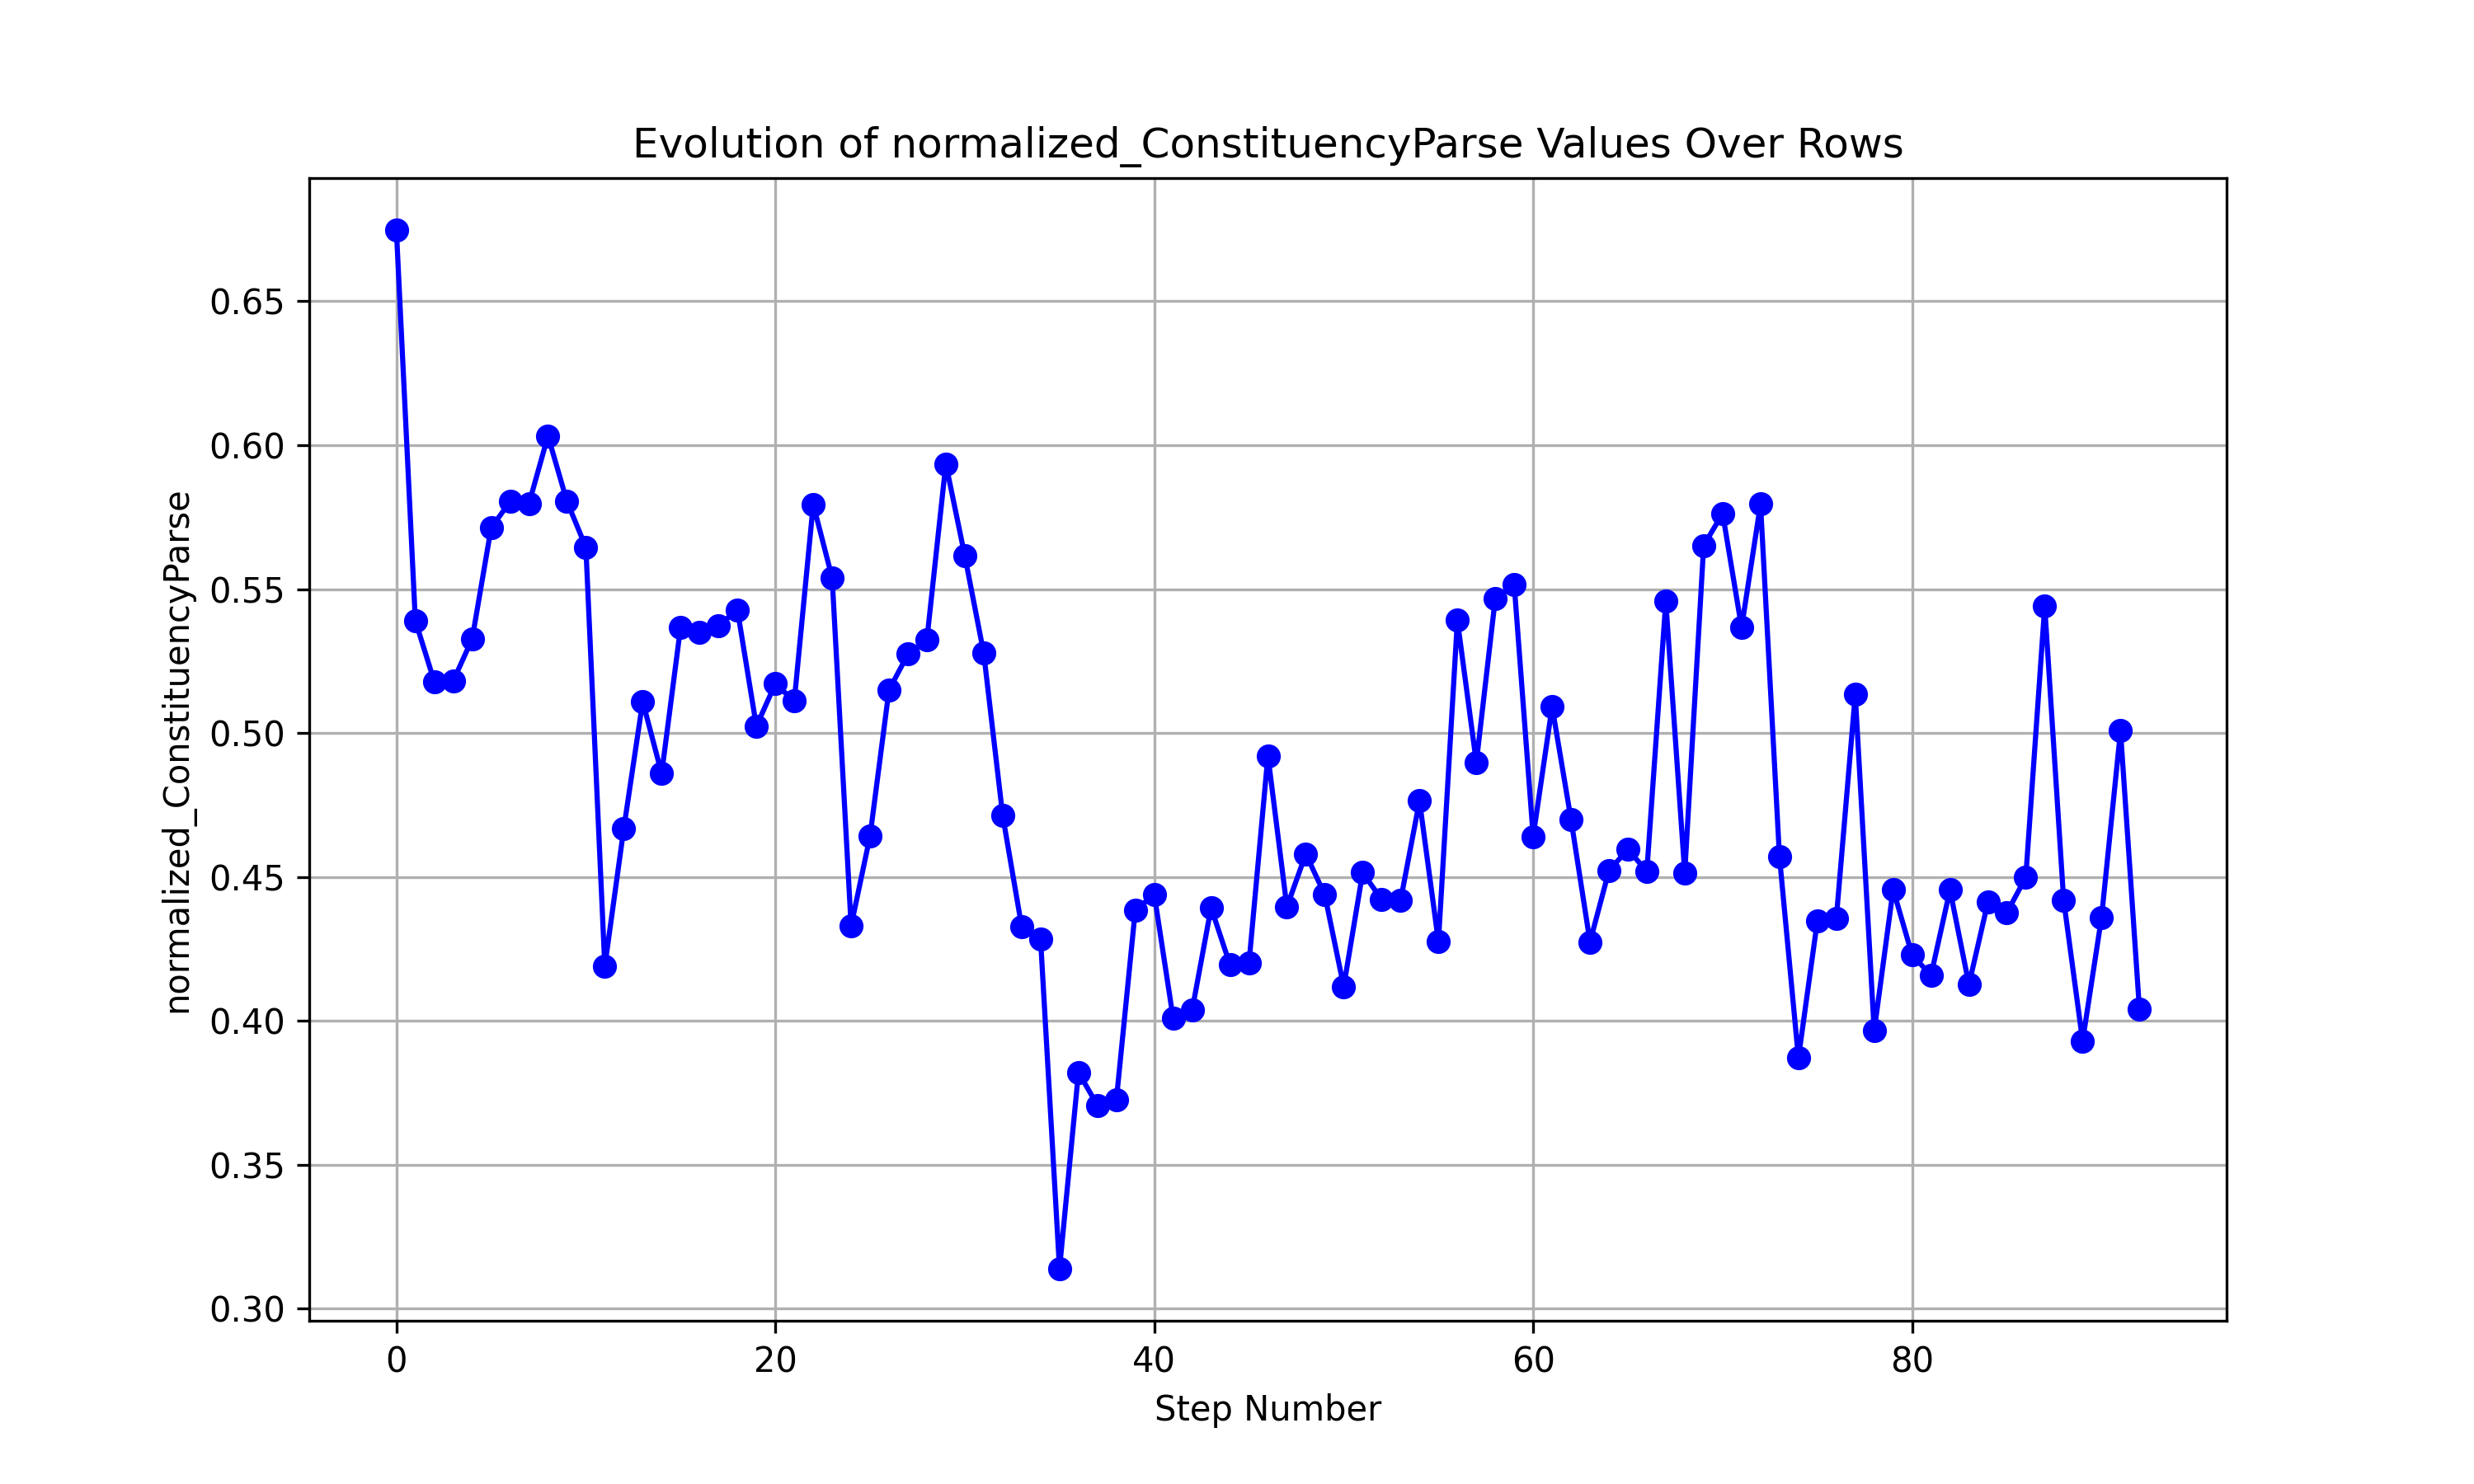 Evolution of normalized_ConstituencyParse Values Over Rows
normalized_ConstituencyParse
0.65
0.60
0.55
0.50
0.45
0.40
0.35
0.30
0 20 40 60 80
Step Number